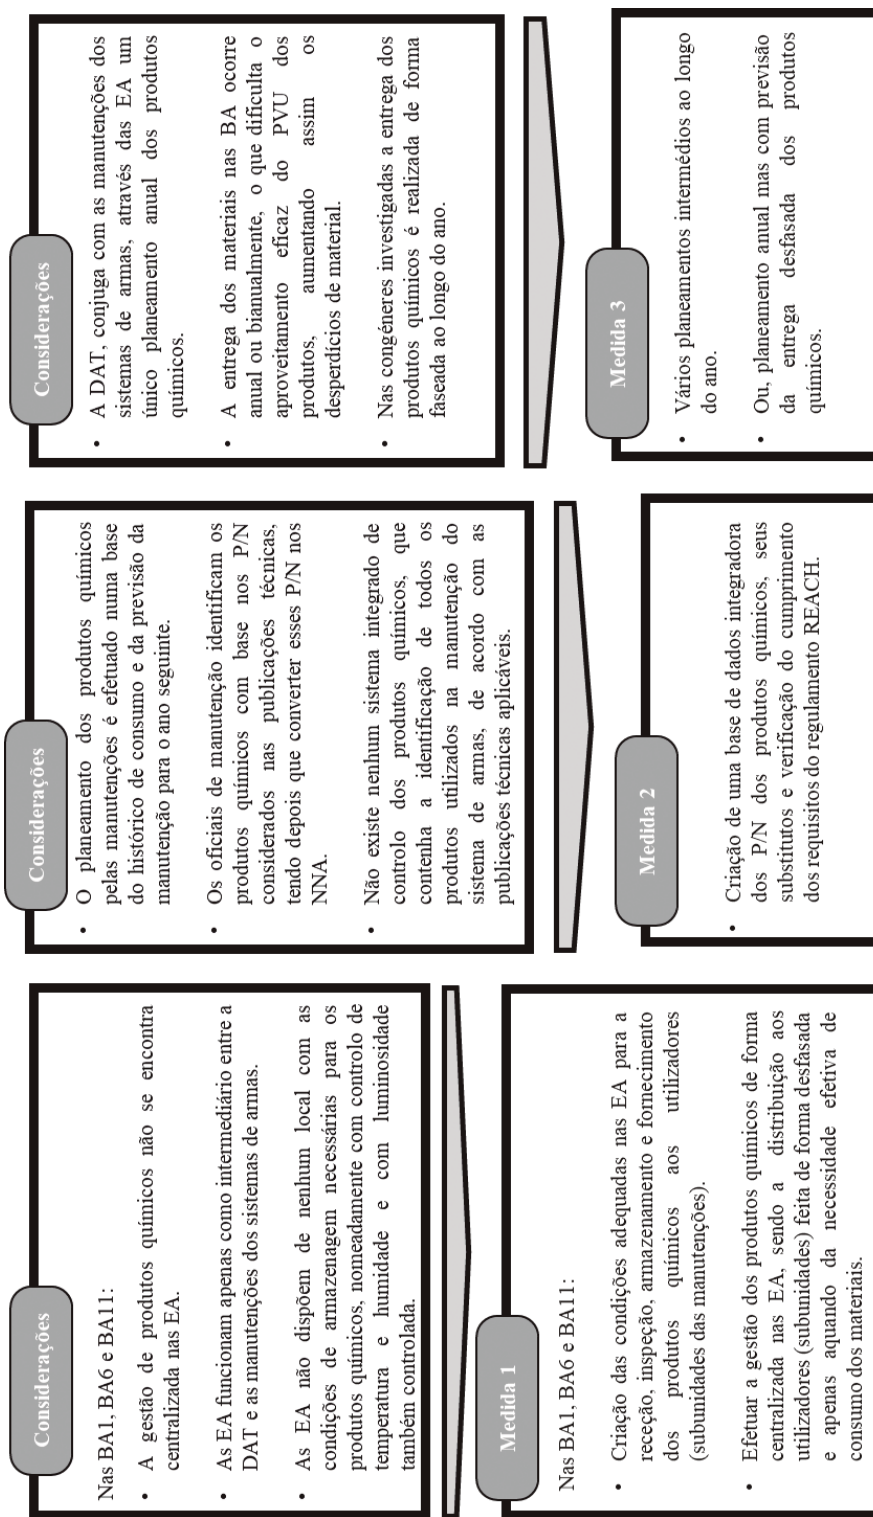 Considerações
Nas BA1, BA6 e BA11:
• A gestão de produtos químicos não se encontra
centralizada nas EA.
• As EA funcionam apenas como intermediário entre a
DAT e as manutenções dos sistemas de armas.
• As EA não dispõem de nenhum local com as
condições de armazenagem necessárias para os
produtos químicos, nomeadamente com controlo de
temperatura e humidade e com luminosidade
também controlada.
Medida 1
Nas BA1, BA6 e BA11:
• Criação das condições adequadas nas EA para a
receção, inspeção, armazenamento e fornecimento
dos produtos químicos aos utilizadores
(subunidades das manutenções).
• Efetuar a gestão dos produtos químicos de forma
centralizada nas EA, sendo a distribuição aos
utilizadores (subunidades) feita de forma desfasada
e apenas aquando da necessidade efetiva de
consumo dos materiais.
Considerações
• O planeamento dos produtos químicos
pelas manutenções é efetuado numa base
do histórico de consumo e da previsão da
manutenção para o ano seguinte.
• Os oficiais de manutenção identificam os
produtos químicos com base nos P/N
considerados nas publicações técnicas,
tendo depois que converter esses P/N nos
NNA.
• Não existe nenhum sistema integrado de
controlo dos produtos químicos, que
contenha a identificação de todos os
produtos utilizados na manutenção do
sistema de armas, de acordo com as
publicações técnicas aplicáveis.
Medida 2
• Criação de uma base de dados integradora
dos P/N dos produtos químicos, seus
substitutos e verificação do cumprimento
dos requisitos do regulamento REACH.
Considerações
• A DAT, conjuga com as manutenções dos
sistemas de armas, através das EA um
único planeamento anual dos produtos
químicos.
• A entrega dos materiais nas BA ocorre
anual ou bianualmente, o que dificulta o
aproveitamento eficaz do PVU dos
produtos, aumentando assim os
desperdícios de material.
• Nas congéneres investigadas a entrega dos
produtos químicos é realizada de forma
faseada ao longo do ano.
Medida 3
• Vários planeamentos intermédios ao longo
do ano.
• Ou, planeamento anual mas com previsão
da entrega desfasada dos produtos
químicos.